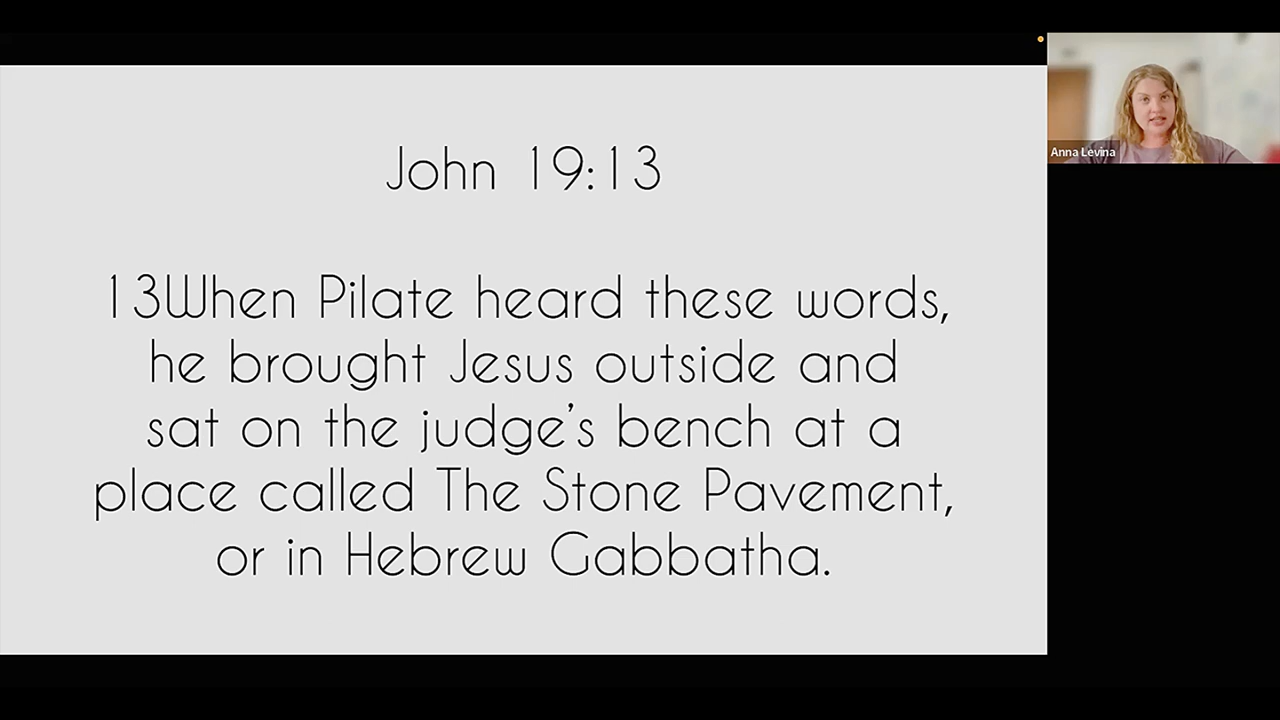 John 19:13
13When Pilate heard these words,
he brought Jesus outside and
sat on the judge’s bench at a
place called The Stone Pavement,
or in Hebrew Gabbatha.
Anna Levina